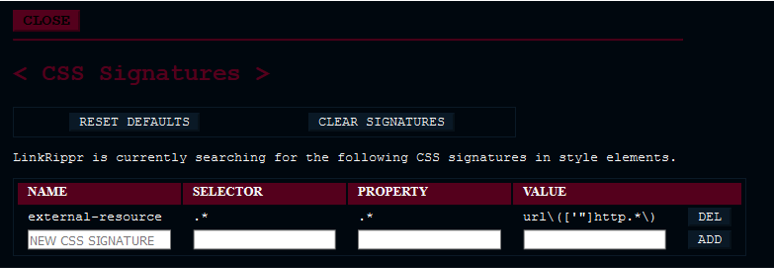 CLOSE
< CSS Signatures >
RESET DEFAULTS CLEAR SIGNATURES
LinkRippr is currently searching for the following CSS signatures in style elements.
NAME SELECTOR PROPERTY VALUE
external-resource .* .* url\(['"]http.*\) DEL
NEW CSS SIGNATURE ADD